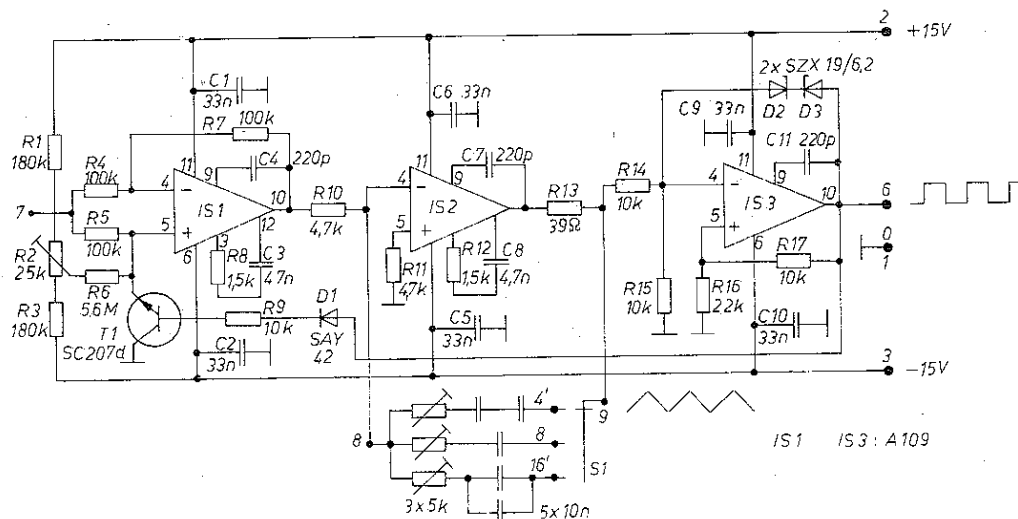 2
+15V
2x SZX 19/6,2
D2 D3
C1
33n
C6 33n
C9 33n
C11 220p
R7 100k
R1
180k
R4
100k
11
9
C4
220p
11
9
C7 220p
11
9
R14
10k
7
4
IS1
10
R10
4,7k
4
IS2
R13
39Ω
4
IS3
10
6
R5
100k
5
6
3
12
5
5
6
0
1
R2
25k
R6
5,6M
R8
1,5k
C3
4,7n
R11
47k
R12
1,5k
C8
4,7n
R15
10k
R16
2,2k
R17
10k
R3
180k
T1
SC207d
R9
10k
D1
SAY
42
C2
33n
C5
33n
C10
33n
3
-15V
4'
9
8
8
16'
S1
3x5k
5x10n
IS1 IS3: A109